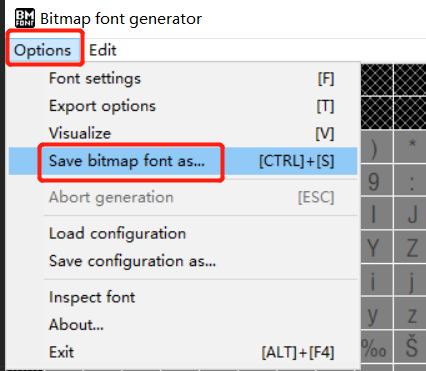 BM
FONT
Bitmap font generator
Options Edit
Font settings [F]
Export options [T]
Visualize [V]
Save bitmap font as... [CTRL]+[S]
Abort generation [ESC]
Load configuration
Save configuration as...
Inspect font
About...
Exit [ALT]+[F4]
) *
9 :
I J
Y Z
i j
y z
‰ Š